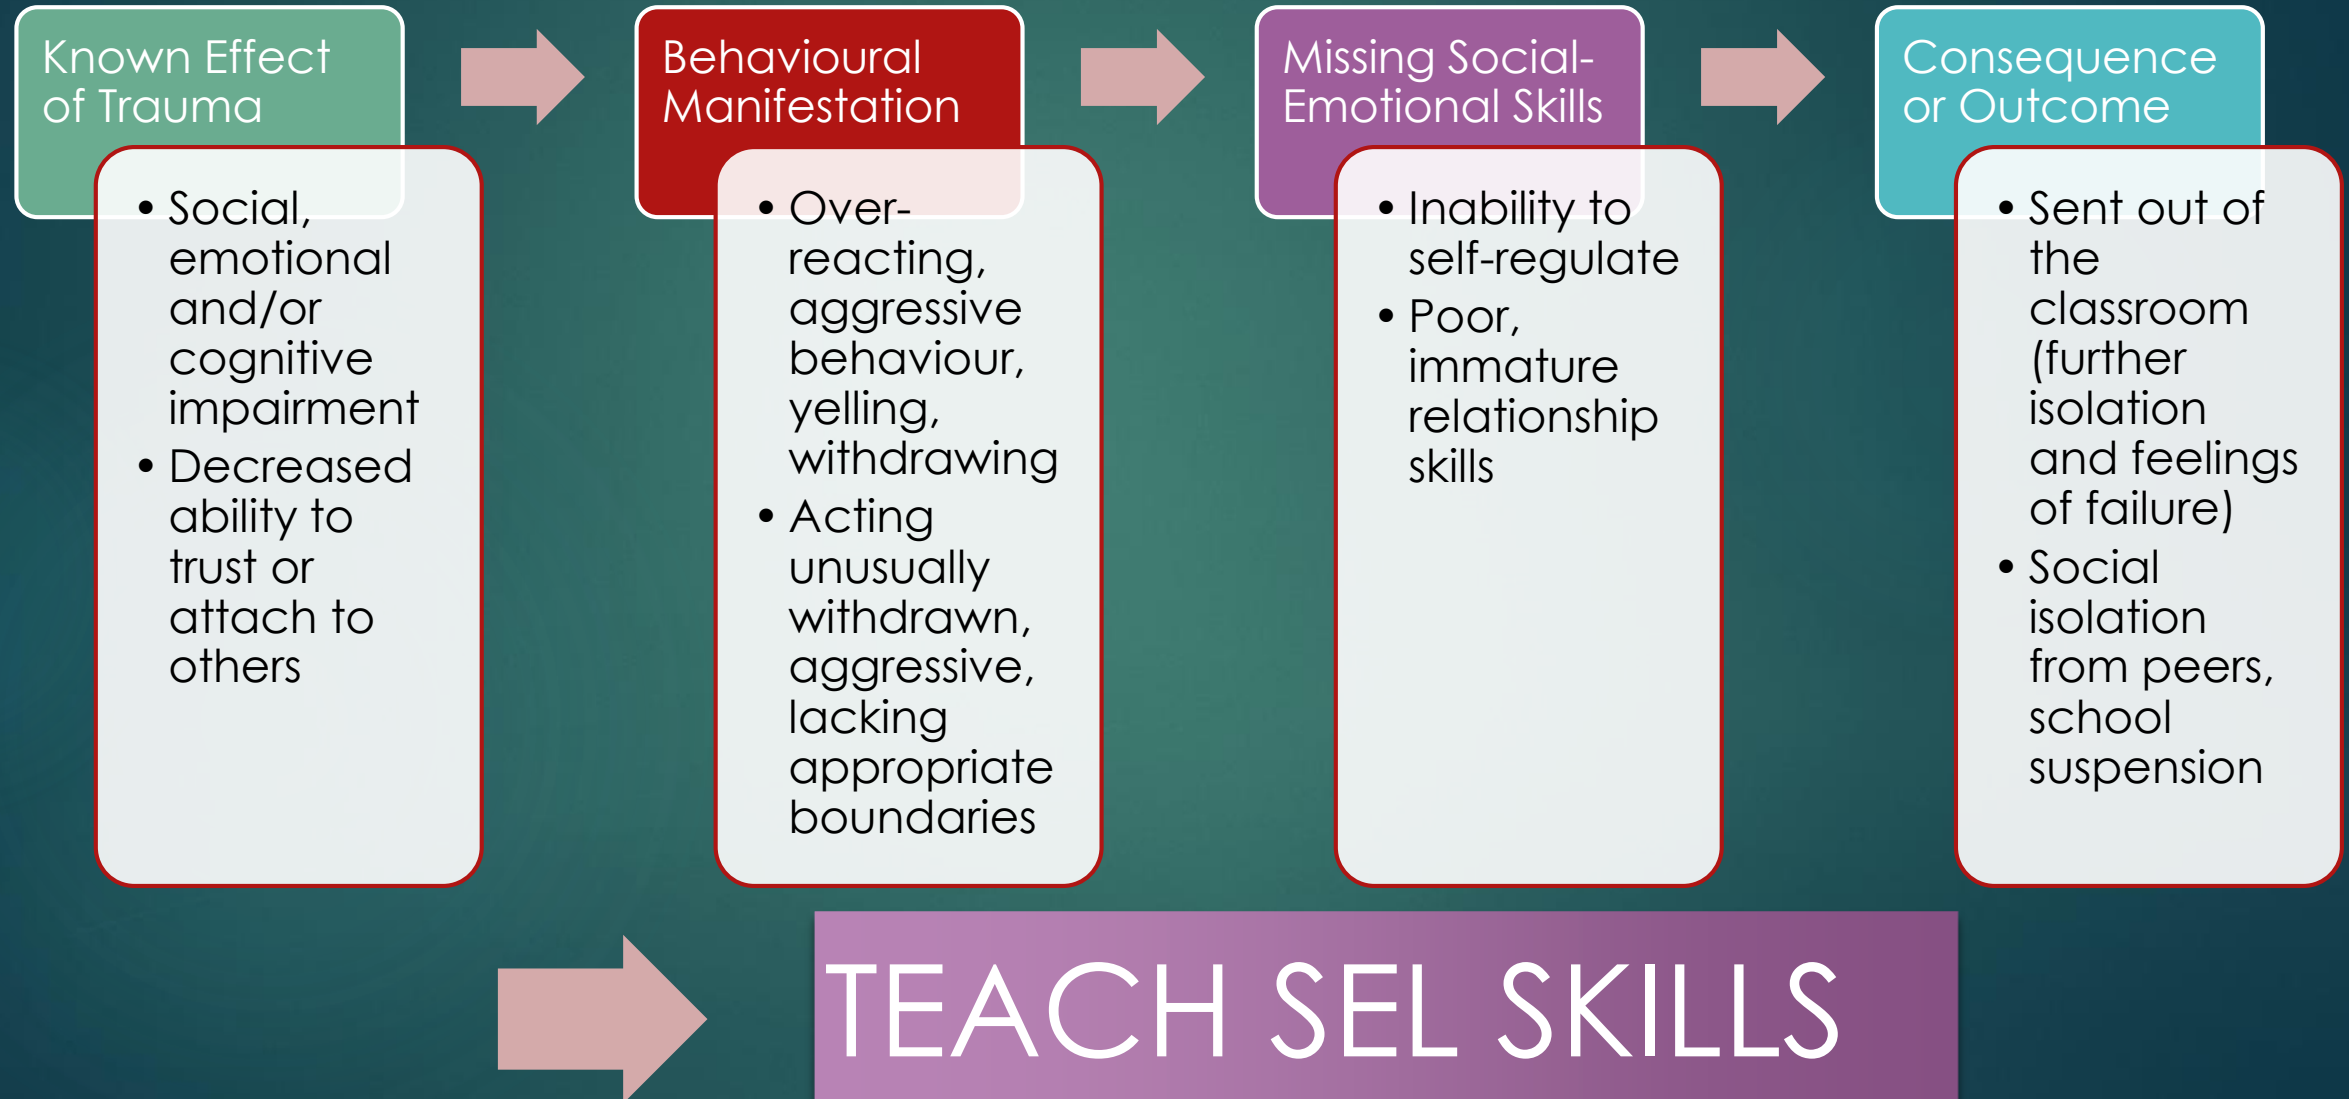 Known Effect
of Trauma
• Social,
emotional
and/or
cognitive
impairment
• Decreased
ability to
trust or
attach to
others
Behavioural
Manifestation
• Over-
reacting,
aggressive
behaviour,
yelling,
withdrawing
• Acting
unusually
withdrawn,
aggressive,
lacking
appropriate
boundaries
Missing Social-
Emotional Skills
• Inability to
self-regulate
• Poor,
immature
relationship
skills
Consequence
or Outcome
• Sent out of
the
classroom
(further
isolation
and feelings
of failure)
• Social
isolation
from peers,
school
suspension
TEACH SEL SKILLS